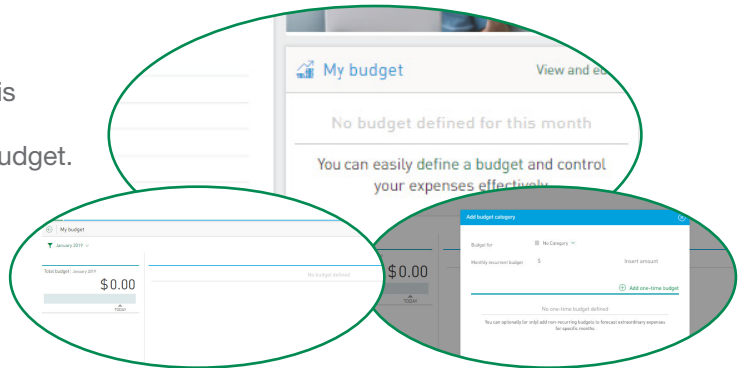 is
udget.
My budget
View and ed
No budget defined for this month
You can easily define a budget and control
your expenses effectively
My budget
January 2019
Total budget | January 2019
$0.00
TODAY
No budget defined
$0.00
TODAY
Add budget category
Budget for
No Category
Monthly recurrent budget
$
Insert amount
Add one-time budget
No one-time budget defined
You can optionally (or only) add non-recurring budgets to forecast extraordinary expenses
for specific months